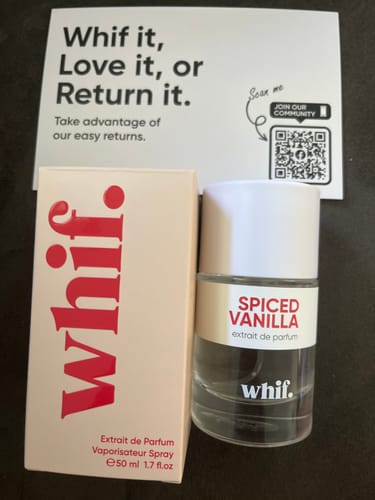 Whif it,
Love it, or
Return it.
Take advantage of
our easy returns.
Scan me
JOIN OUR
COMMUNITY
whif.
Extrait de Parfum
Vaporisateur Spray
℮50 ml 1.7 fl.oz
SPICED
VANILLA
extrait de parfum
whif.